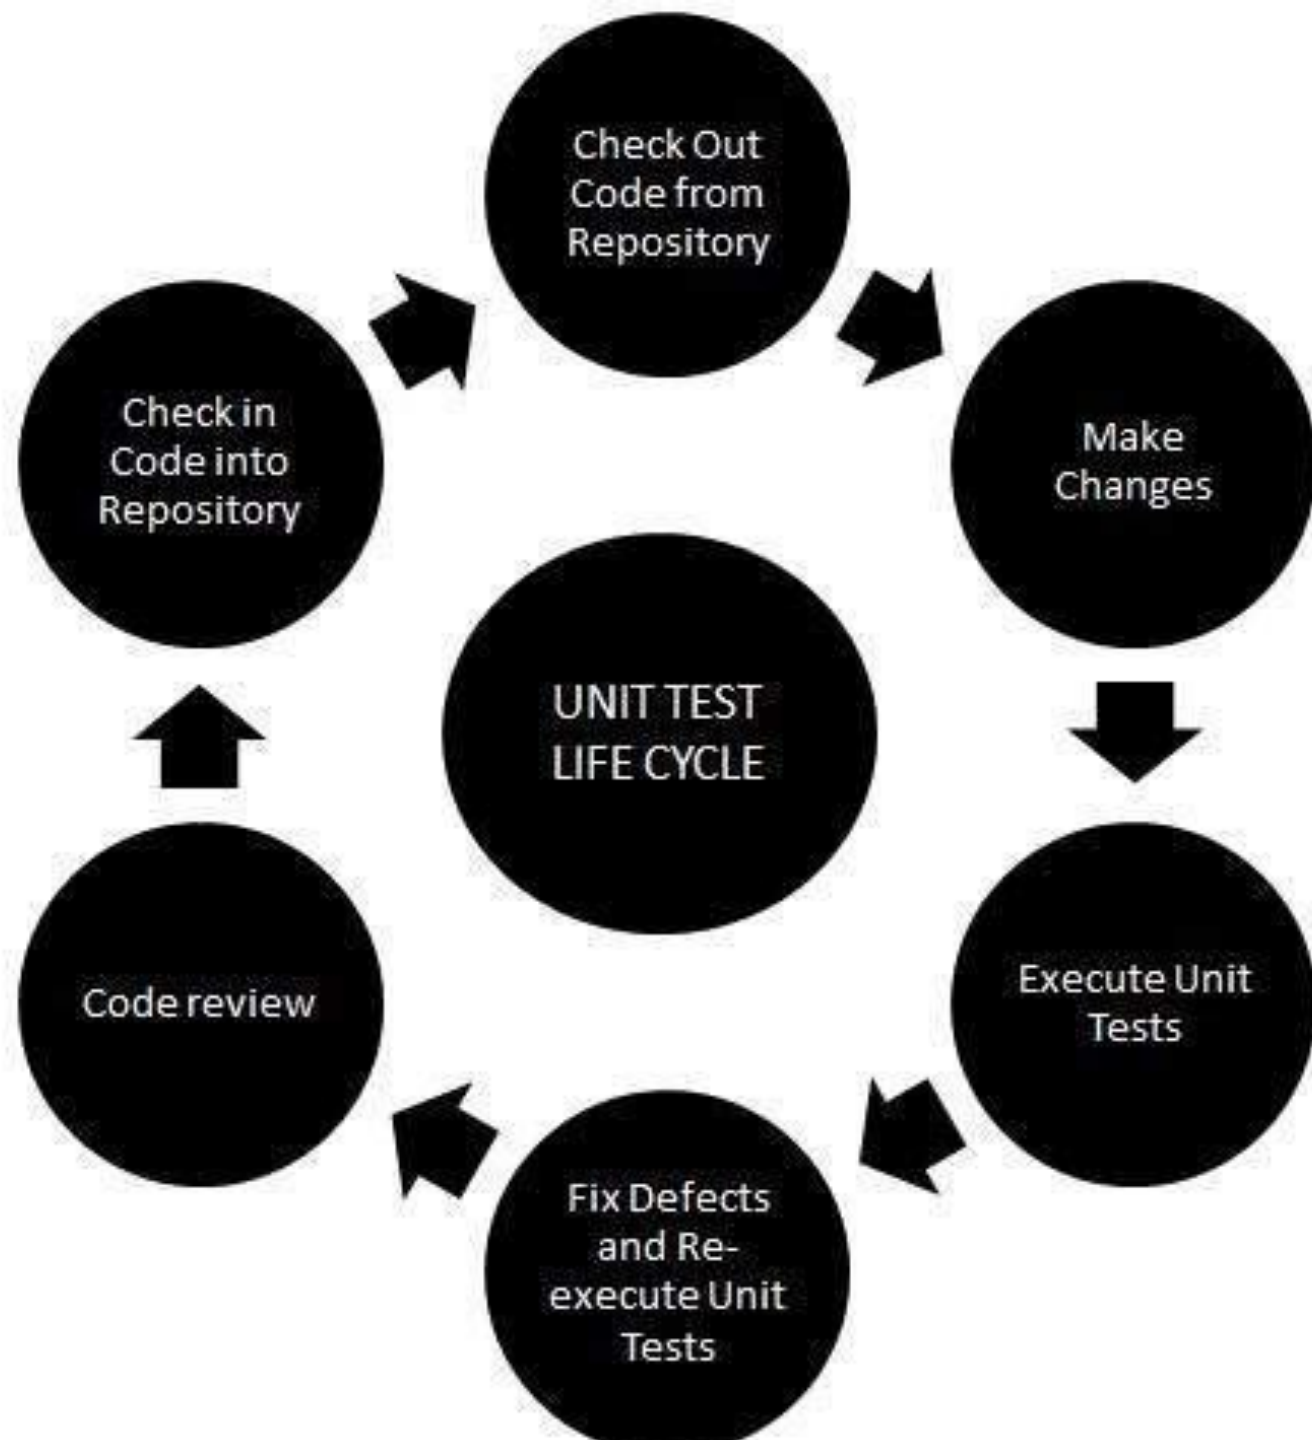 Check Out
Code from
Repository
Make
Changes
Execute Unit
Tests
Fix Defects
and Re-
execute Unit
Tests
Code review
Check in
Code into
Repository
UNIT TEST
LIFE CYCLE